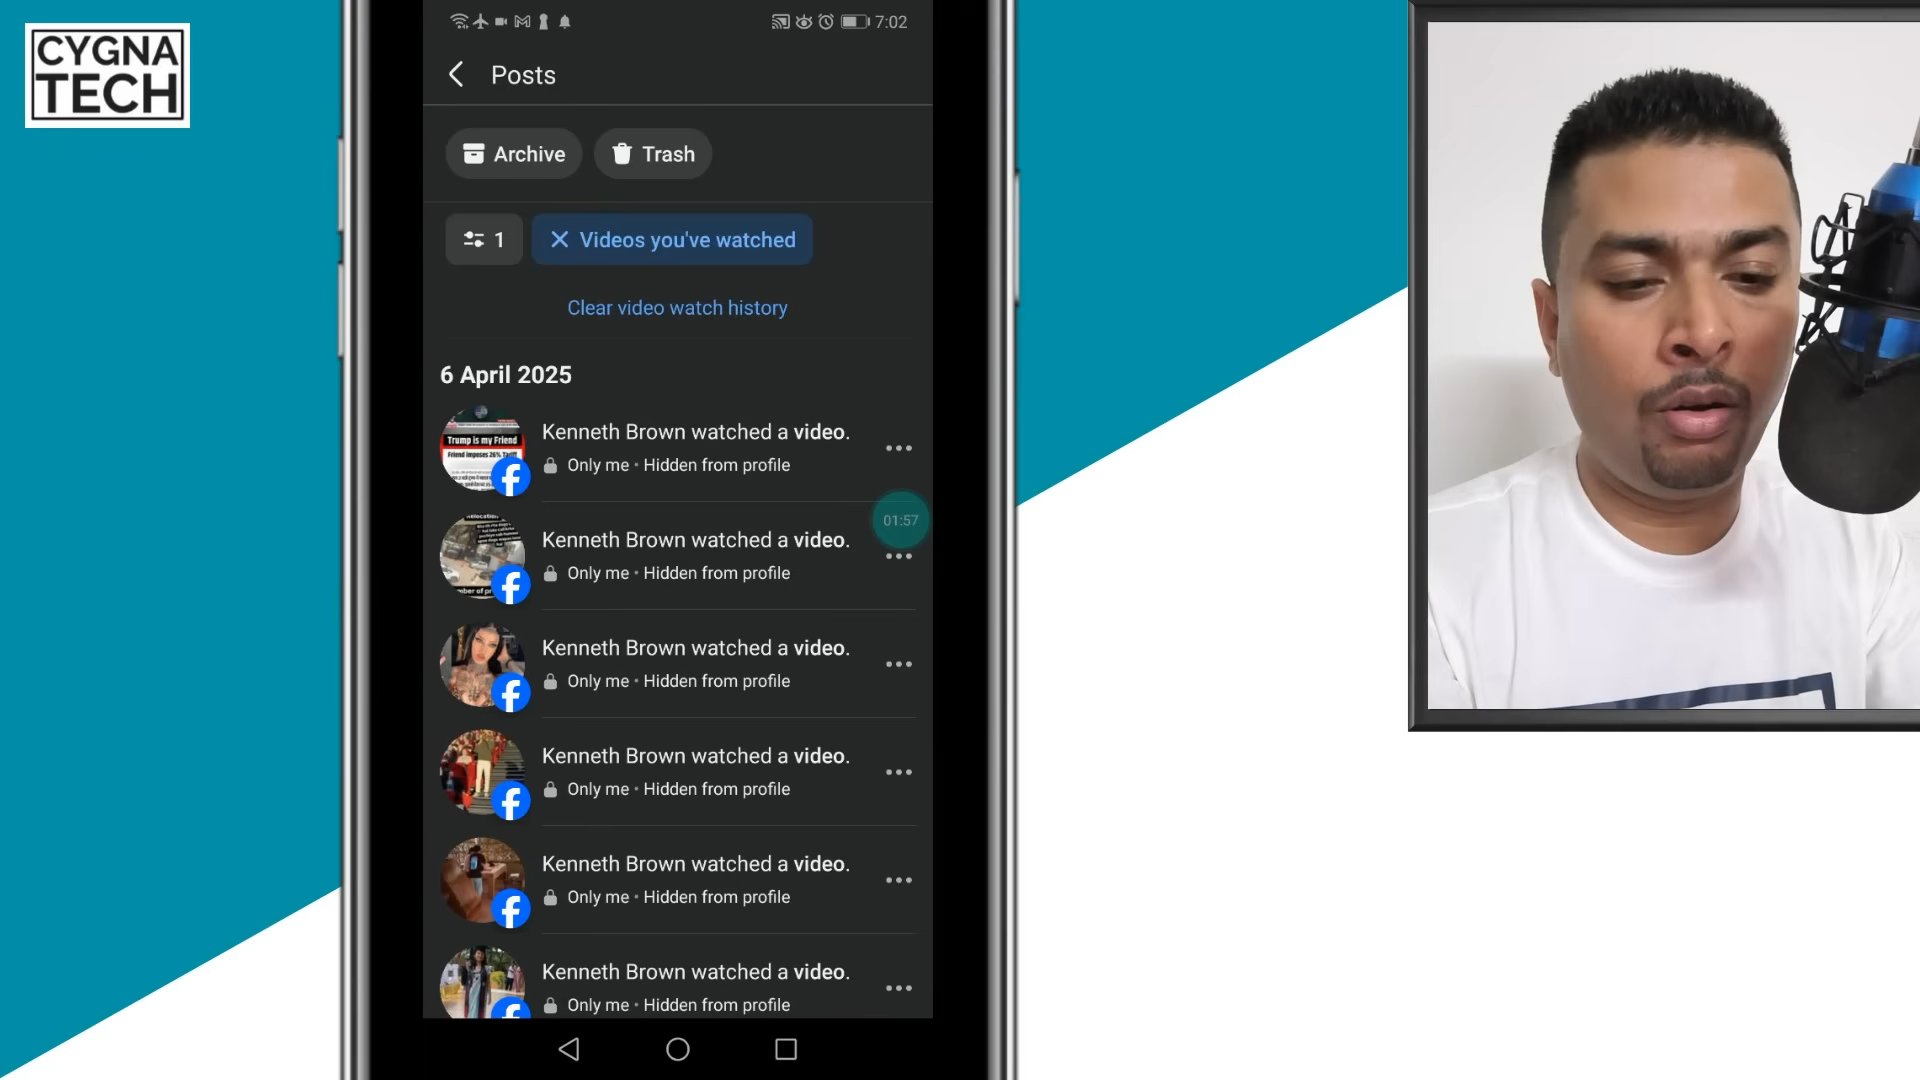 CYGNA
TECH
7:02
Posts
Archive
Trash
1
Videos you've watched
Clear video watch history
6 April 2025
Trump is my Friend
Friend imposes 26% Tariff
Kenneth Brown watched a video.
Only me • Hidden from profile
01:57
Kenneth Brown watched a video.
Only me • Hidden from profile
Kenneth Brown watched a video.
Only me • Hidden from profile
Kenneth Brown watched a video.
Only me • Hidden from profile
Kenneth Brown watched a video.
Only me • Hidden from profile
Kenneth Brown watched a video.
Only me • Hidden from profile